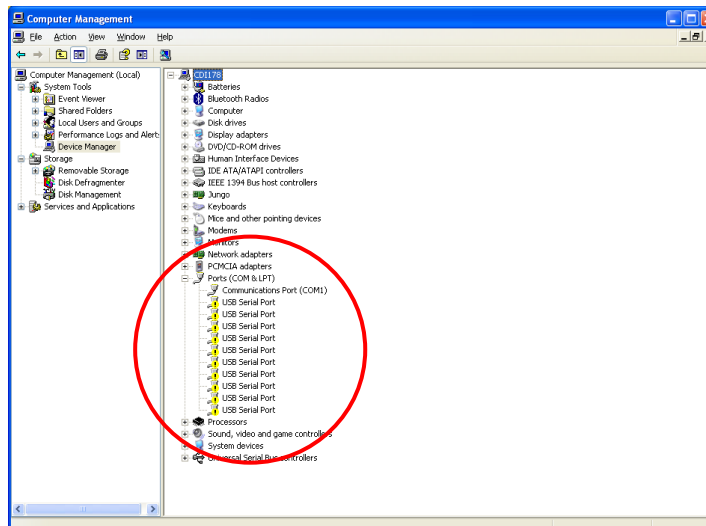 Computer Management
File Action View Window Help
Computer Management (Local)
System Tools
Event Viewer
Shared Folders
Local Users and Groups
Performance Logs and Alert:
Device Manager
Storage
Removable Storage
Disk Defragmenter
Disk Management
Services and Applications
CDI178
Batteries
Bluetooth Radios
Computer
Disk drives
Display adapters
DVD/CD-ROM drives
Human Interface Devices
IDE ATA/ATAPI controllers
IEEE 1394 Bus host controllers
Jungo
Keyboards
Mice and other pointing devices
Modems
Monitors
Network adapters
PCMCIA adapters
Ports (COM & LPT)
Communications Port (COM1)
USB Serial Port
USB Serial Port
USB Serial Port
USB Serial Port
USB Serial Port
USB Serial Port
USB Serial Port
USB Serial Port
USB Serial Port
USB Serial Port
Processors
Sound, video and game controllers
System devices
Universal Serial Bus controllers